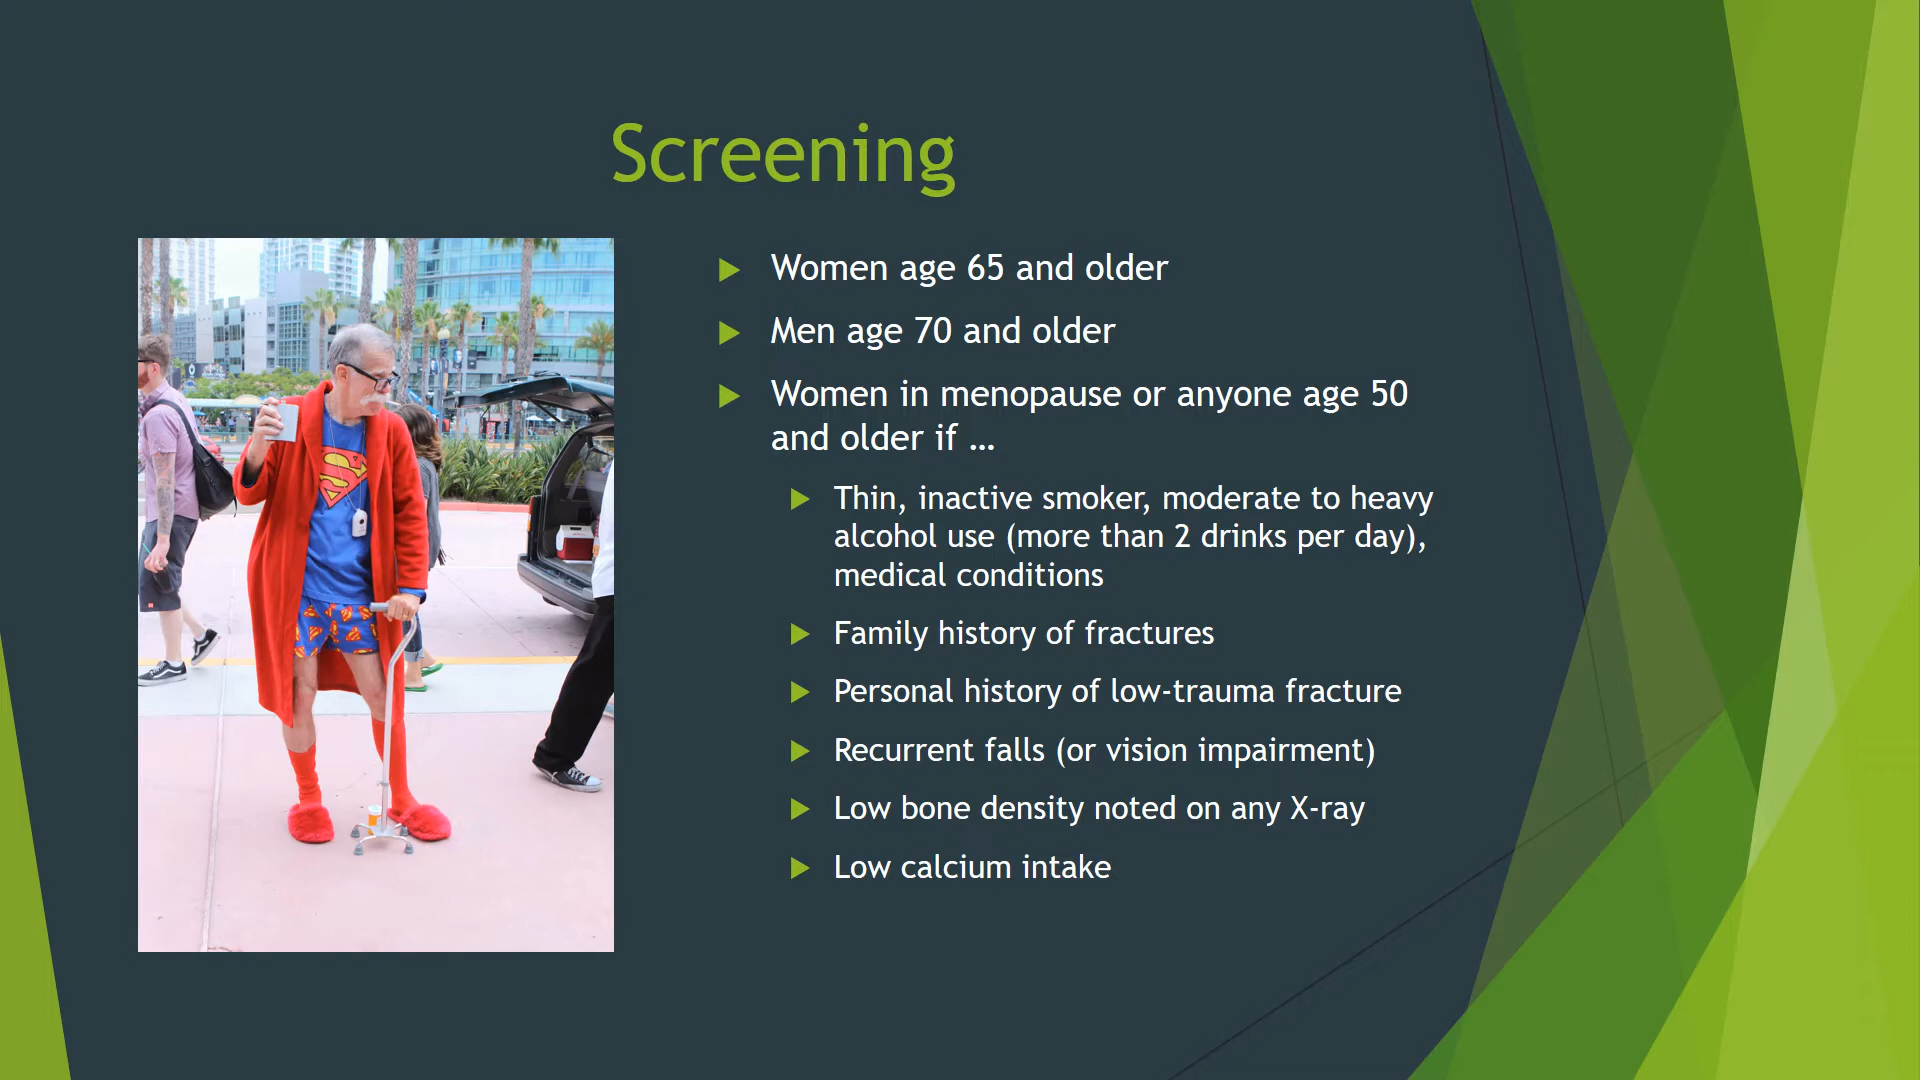 Screening
Women age 65 and older
Men age 70 and older
Women in menopause or anyone age 50
and older if …
Thin, inactive smoker, moderate to heavy
alcohol use (more than 2 drinks per day),
medical conditions
Family history of fractures
Personal history of low-trauma fracture
Recurrent falls (or vision impairment)
Low bone density noted on any X-ray
Low calcium intake